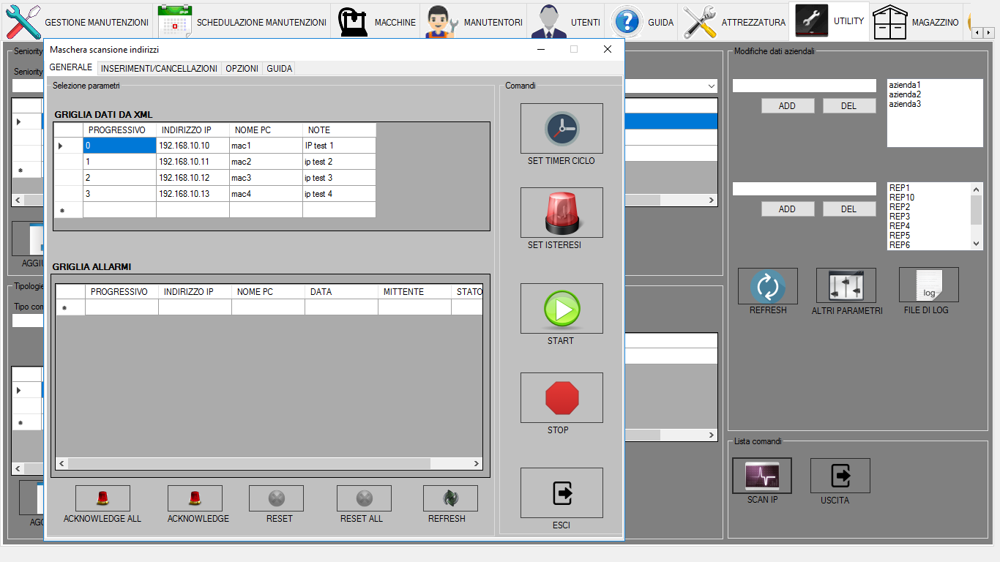 GESTIONE MANUTENZIONI
SCHEDULAZIONE MANUTENZIONI
MACCHINE
MANUTENTORI
UTENTI
GUIDA
ATTREZZATURA
UTILITY
MAGAZZINO
Seniority
Seniority
AGGIU
Tipologie
Tipo con
AGG
Maschera scansione indirizzi
GENERALE INSERIMENTI/CANCELLAZIONI OPZIONI GUIDA
Selezione parametri
GRIGLIA DATI DA XML
PROGRESSIVO INDIRIZZO IP NOME PC NOTE
0 192.168.10.10 mac1 IP test 1
1 192.168.10.11 mac2 ip test 2
2 192.168.10.12 mac3 ip test 3
3 192.168.10.13 mac4 ip test 4
GRIGLIA ALLARMI
PROGRESSIVO INDIRIZZO IP NOME PC DATA MITTENTE STATO
ACKNOWLEDGE ALL
ACKNOWLEDGE
RESET
RESET ALL
REFRESH
Comandi
SET TIMER CICLO
SET ISTERESI
START
STOP
ESCI
Modifiche dati aziendali
ADD DEL
azienda1
azienda2
azienda3
ADD DEL
REP1
REP10
REP2
REP3
REP4
REP5
REP6
REFRESH
ALTRI PARAMETRI
log
FILE DI LOG
Lista comandi
SCAN IP
USCITA